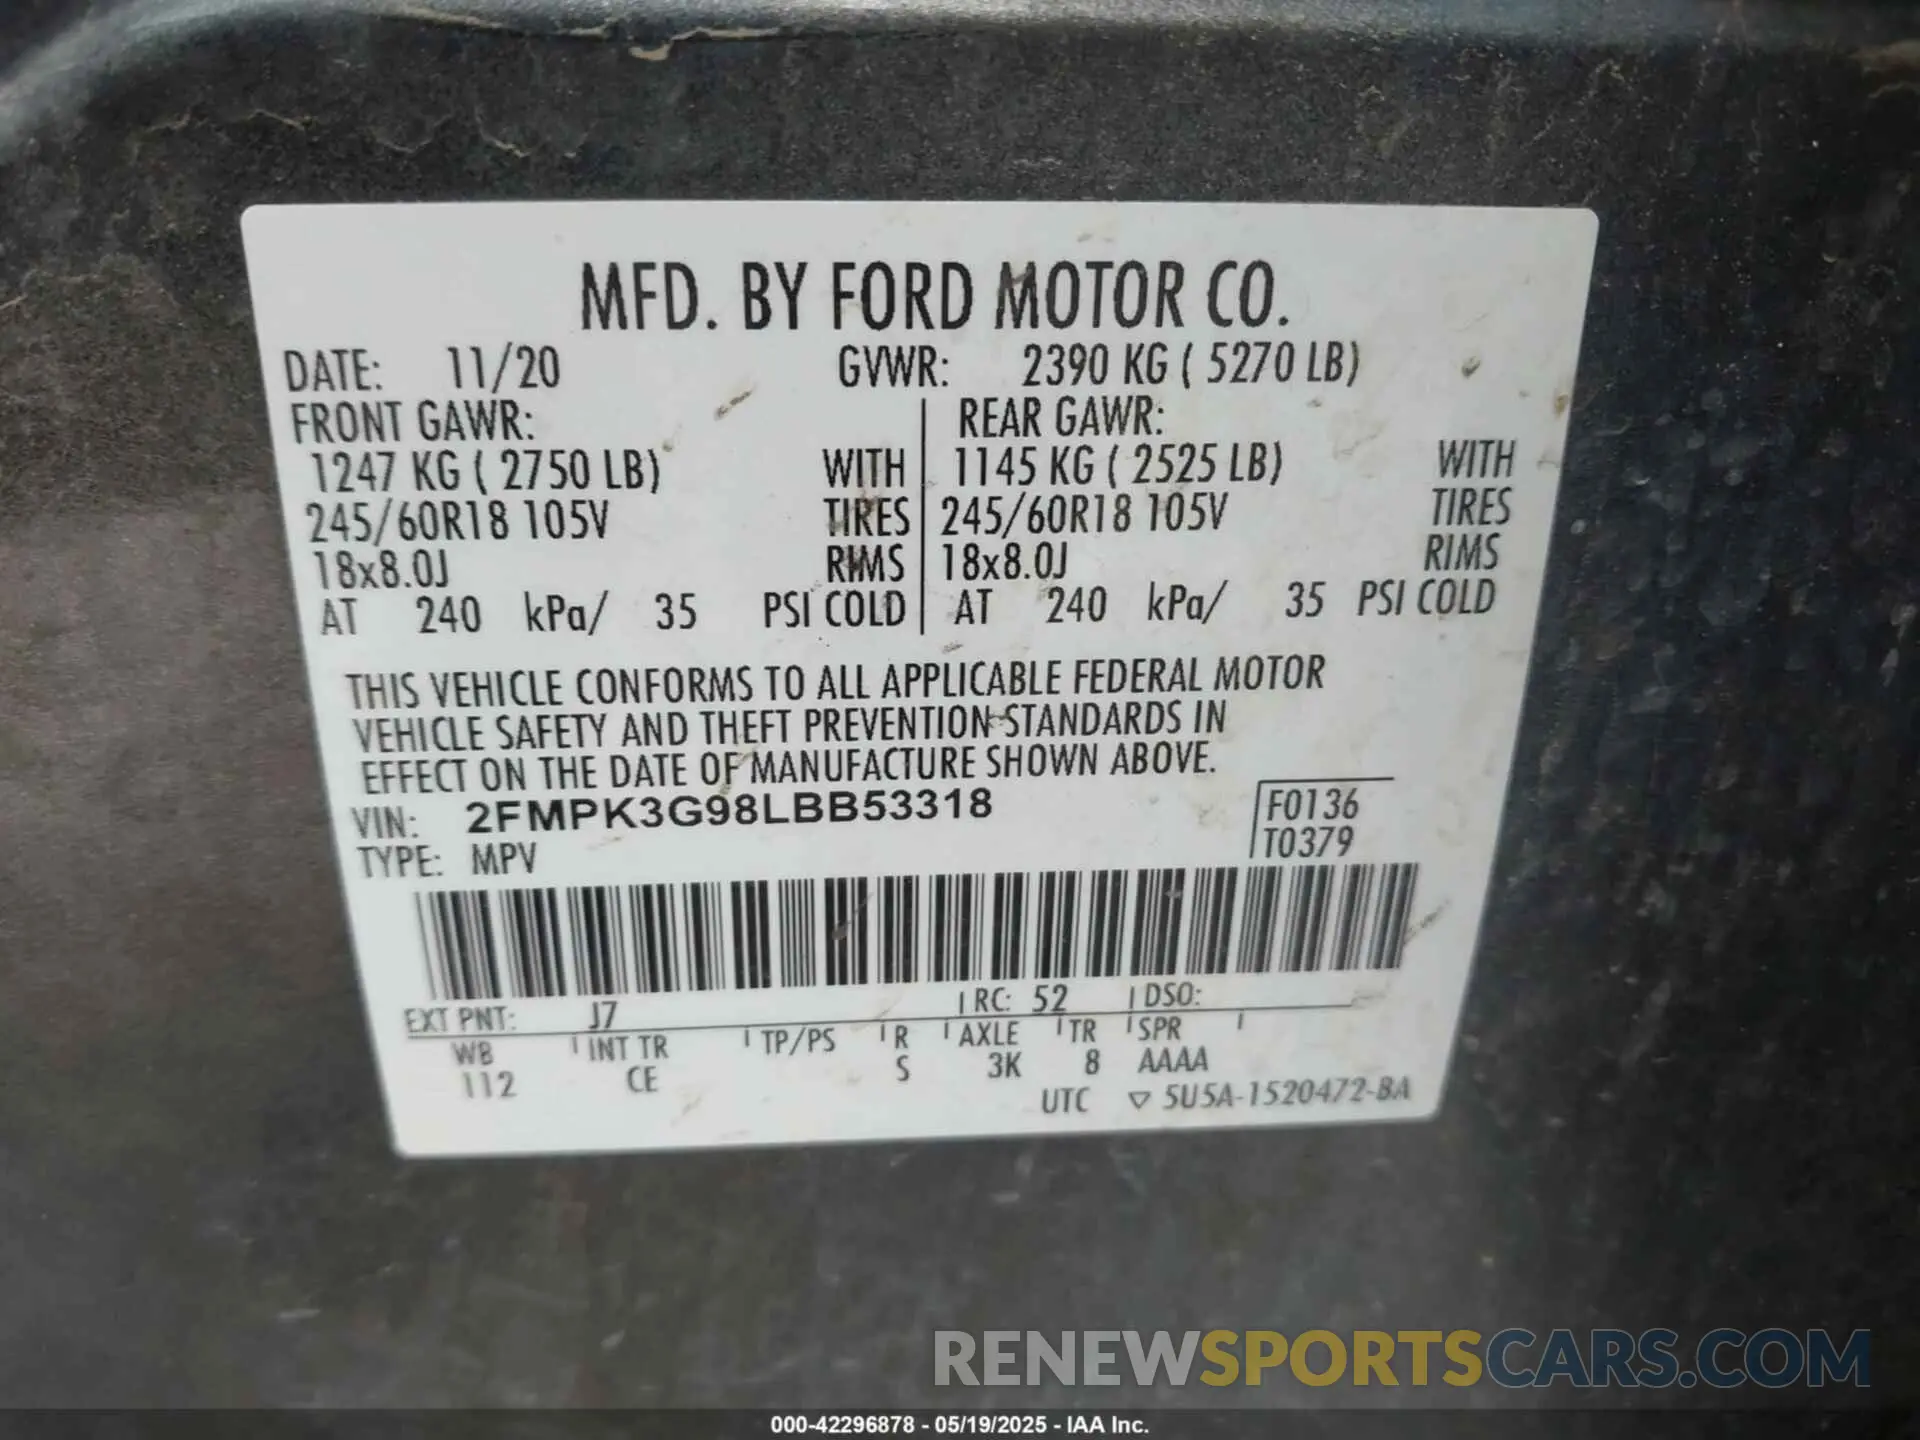 MFD. BY FORD MOTOR CO.
DATE: 11/20 GVWR: 2390 KG ( 5270 LB)
FRONT GAWR: REAR GAWR:
1247 KG ( 2750 LB) WITH 1145 KG ( 2525 LB) WITH
245/60R18 105V TIRES 245/60R18 105V TIRES
18x8.0J RIMS 18x8.0J RIMS
AT 240 kPa/ 35 PSI COLD AT 240 kPa/ 35 PSI COLD
THIS VEHICLE CONFORMS TO ALL APPLICABLE FEDERAL MOTOR
VEHICLE SAFETY AND THEFT PREVENTION STANDARDS IN
EFFECT ON THE DATE OF MANUFACTURE SHOWN ABOVE.
VIN: 2FMPK3G98LBB53318 F0136
TYPE: MPV T0379
EXT PNT: J7 RC: 52 DSO:
WB INT TR TP/PS R AXLE TR SPR
112 CE S 3K 8 AAAA
UTC ▽ 5U5A-1520472-BA
RENEWSPORTSCARS.COM
000-42296878 - 05/19/2025 - IAA Inc.